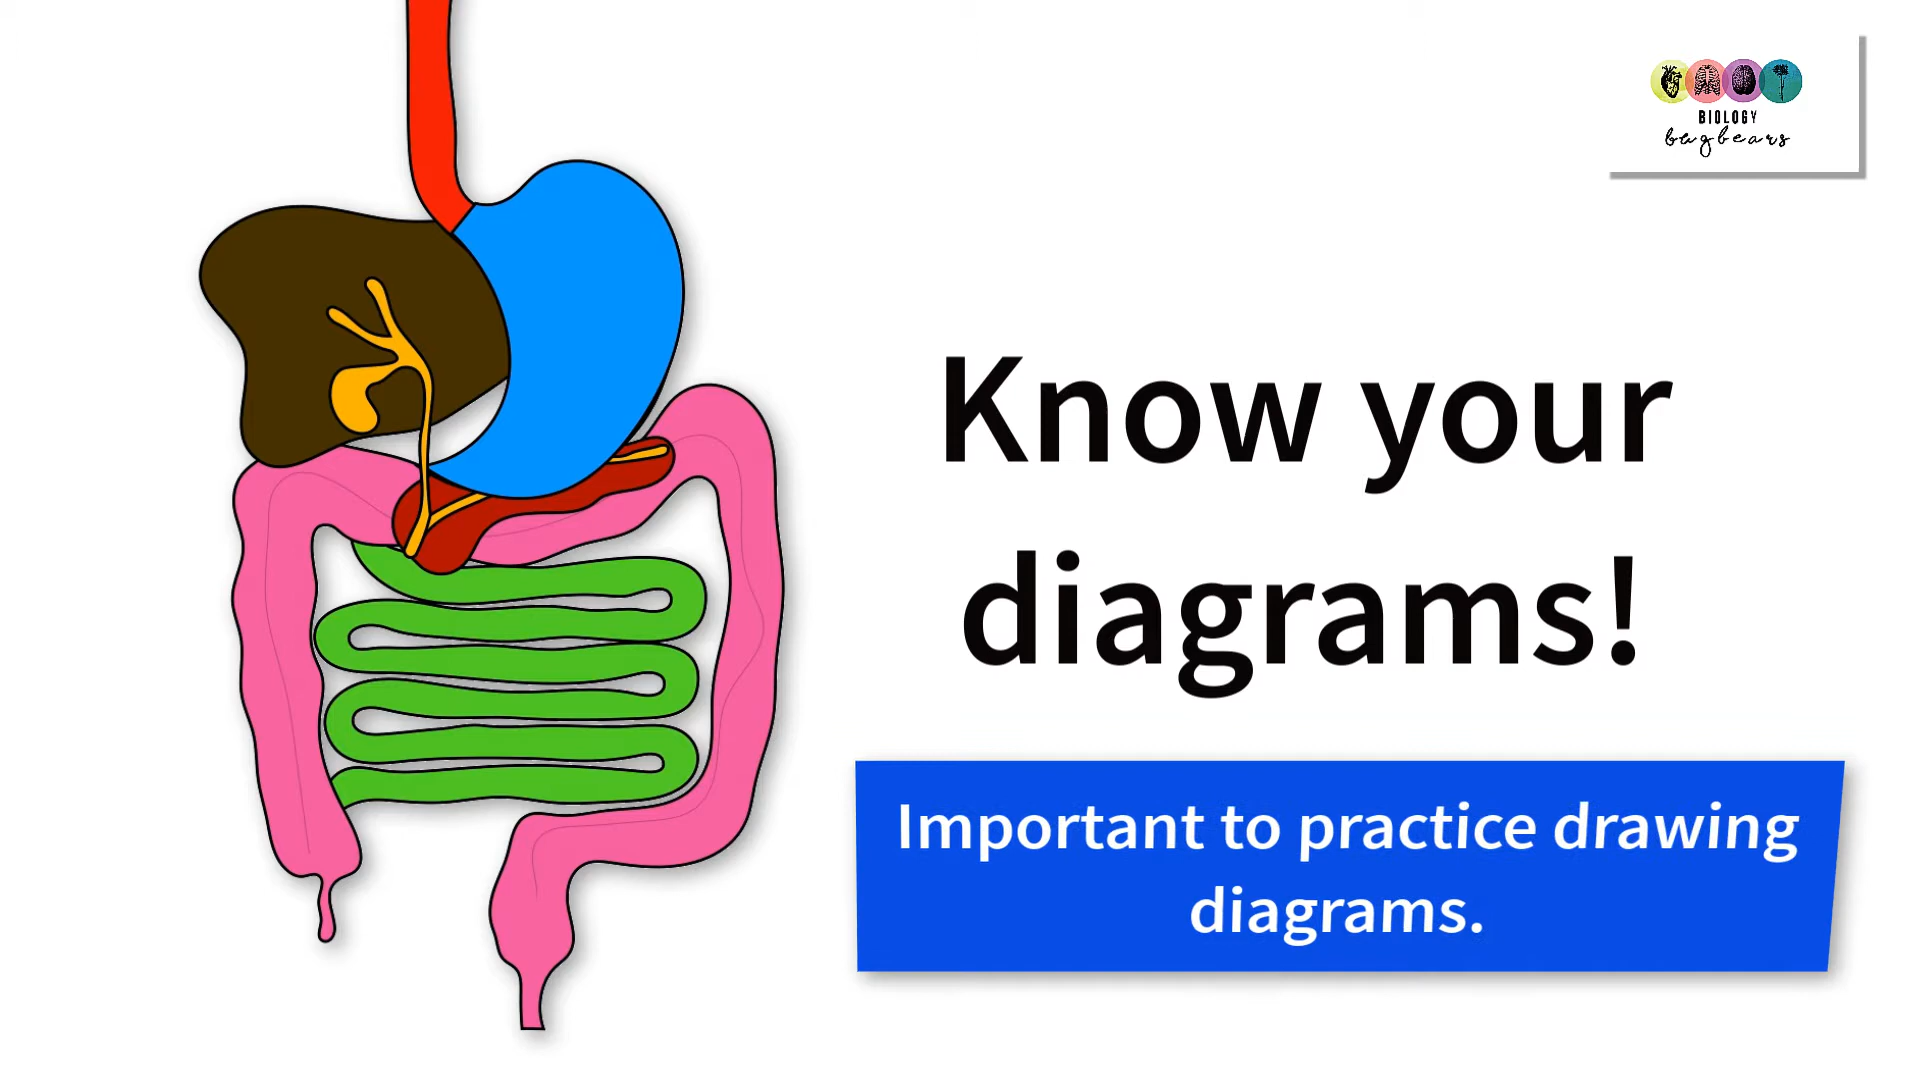 BIOLOGY
bugbears
Know your
diagrams!
Important to practice drawing
diagrams.